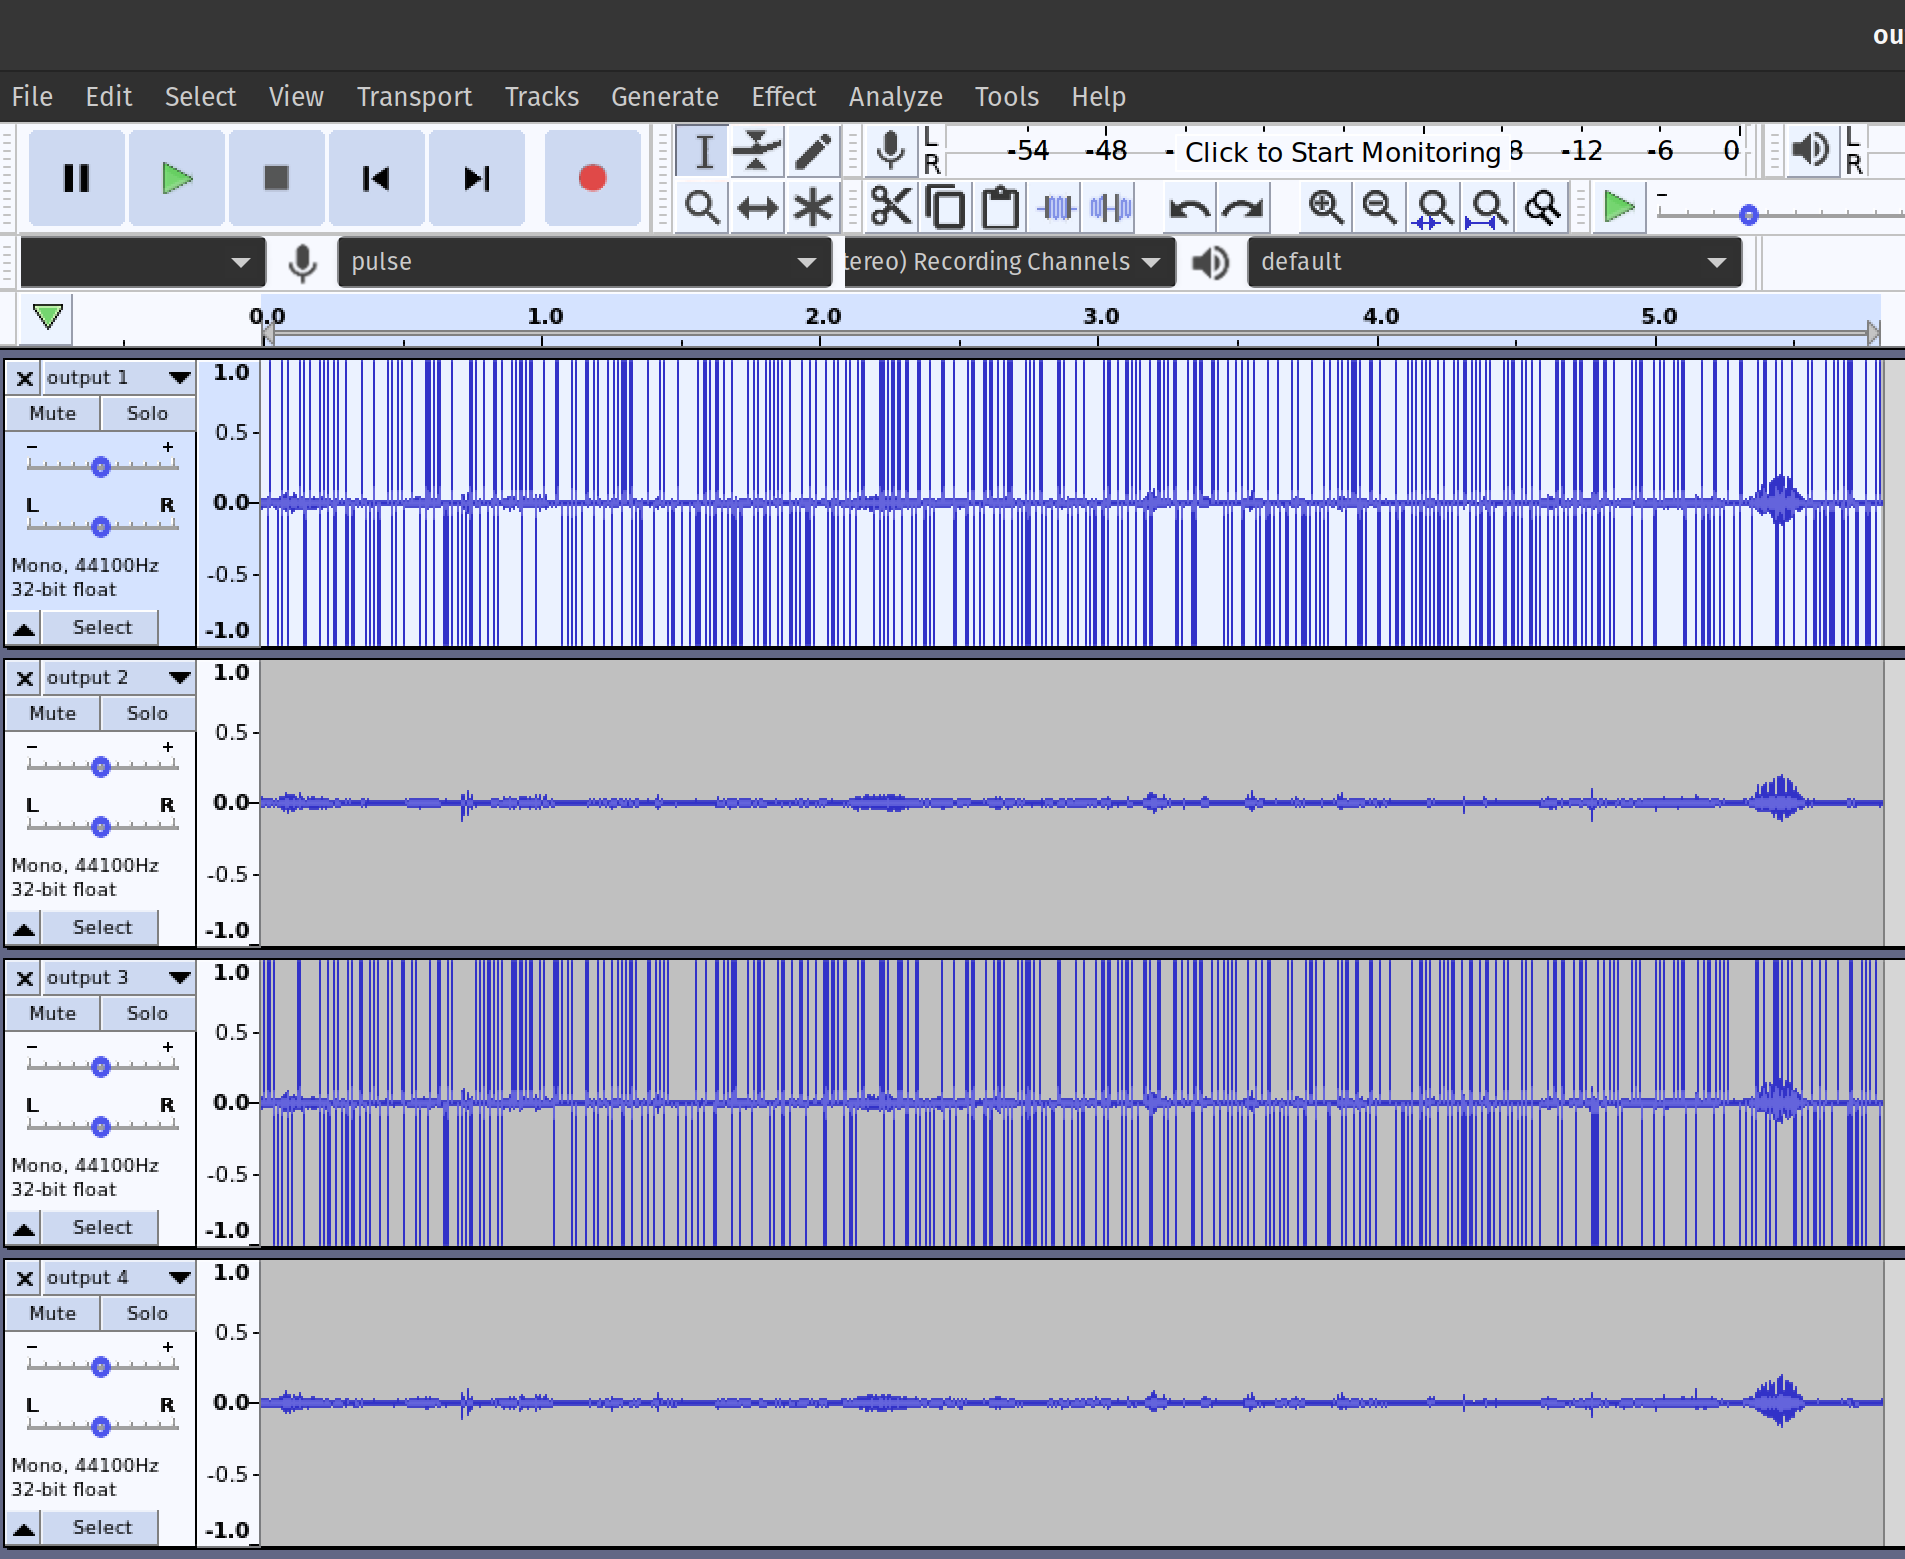 ou
File Edit Select View Transport Tracks Generate Effect Analyze Tools Help
L R -54 -48 - Click to Start Monitoring 8 -12 -6 0 L R
pulse tereo) Recording Channels default
0.0 1.0 2.0 3.0 4.0 5.0
output 1
Mute Solo
- +
L R
Mono, 44100Hz
32-bit float
Select
1.0
0.5
0.0
-0.5
-1.0
output 2
Mute Solo
- +
L R
Mono, 44100Hz
32-bit float
Select
1.0
0.5
0.0
-0.5
-1.0
output 3
Mute Solo
- +
L R
Mono, 44100Hz
32-bit float
Select
1.0
0.5
0.0
-0.5
-1.0
output 4
Mute Solo
- +
L R
Mono, 44100Hz
32-bit float
Select
1.0
0.5
0.0
-0.5
-1.0